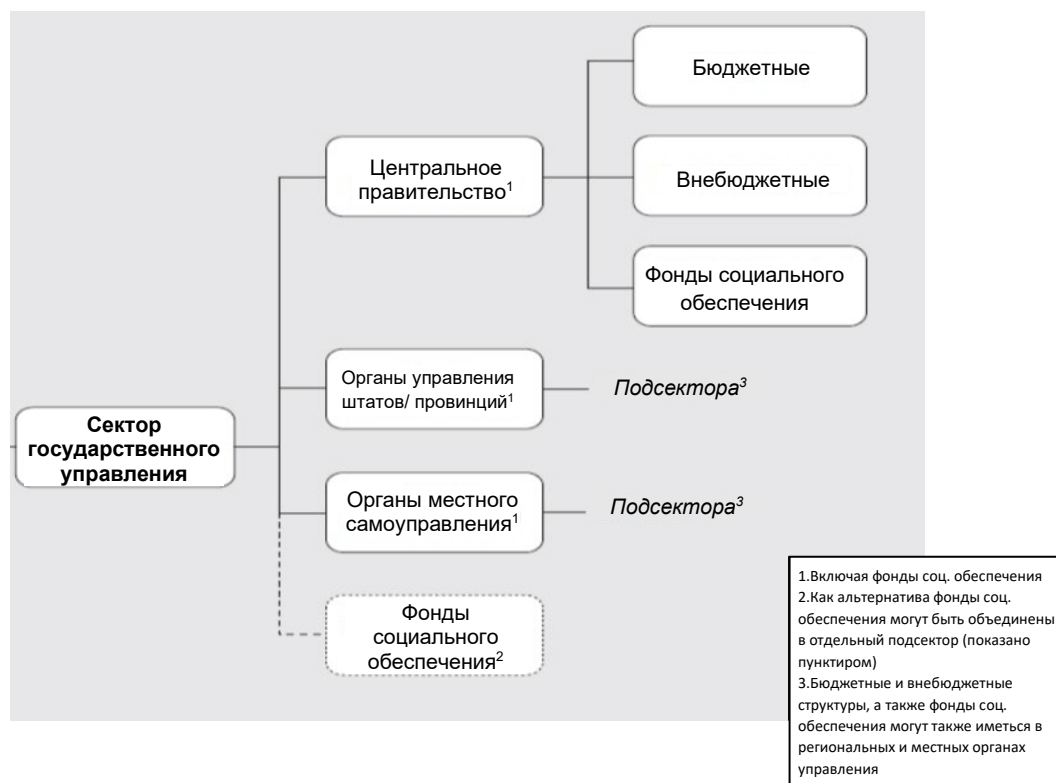 Бюджетные
Центральное
правительство¹
Внебюджетные
Фонды социального
обеспечения
Органы управления
штатов/ провинций¹
Подсектора³
Сектор
государственного
управления
Органы местного
самоуправления¹
Подсектора³
Фонды
социального
обеспечения²
1.Включая фонды соц. обеспечения
2.Как альтернатива фонды соц.
обеспечения могут быть объединены
в отдельный подсектор (показано
пунктиром)
3.Бюджетные и внебюджетные
структуры, а также фонды соц.
обеспечения могут также иметься в
региональных и местных органах
управления